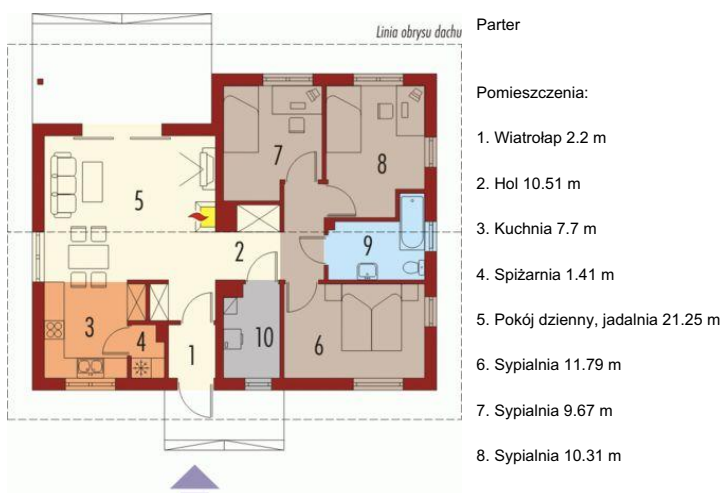 Linia obrysu dachu
Parter
Pomieszczenia:
1. Wiatrołap 2.2 m
2. Hol 10.51 m
3. Kuchnia 7.7 m
4. Spiżarnia 1.41 m
5. Pokój dzienny, jadalnia 21.25 m
6. Sypialnia 11.79 m
7. Sypialnia 9.67 m
8. Sypialnia 10.31 m
7
8
5
2
9
3
4
1
10
6